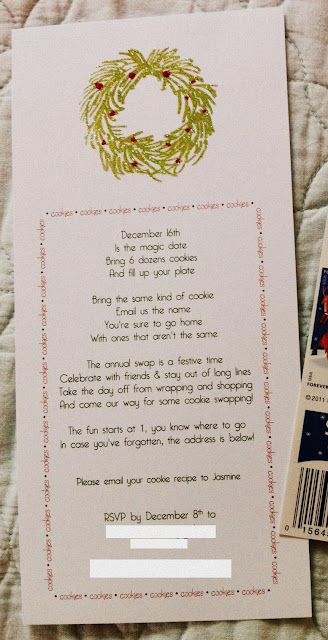 cookies • cookies • cookies • cookies • cookies • cookies • cookies • cookies
December 16th
Is the magic date
Bring 6 dozens cookies
And fill up your plate
Bring the same kind of cookie
Email us the name
You're sure to go home
With ones that aren't the same
The annual swap is a festive time
Celebrate with friends & stay out of long lines
Take the day off from wrapping and shopping
And come our way for some cookie swapping!
The fun starts at 1, you know where to go
In case you've forgotten, the address is below!
Please email your cookie recipe to Jasmine
RSVP by December 8th to
• cookies • cookies • cookies • cookies • cookies • cookies • cookies • cookies •
FOREVER
© 2011